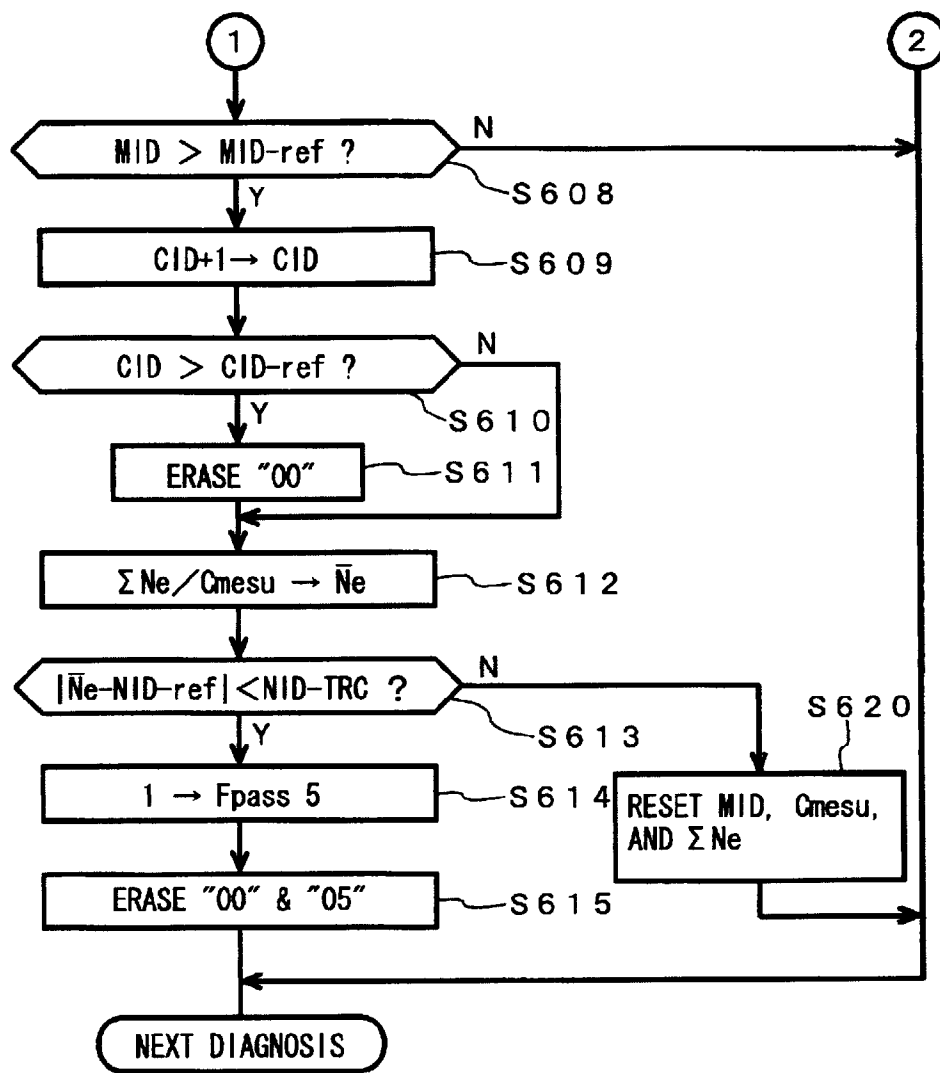 1
2
MID > MID-ref ?
N
S608
Y
CID+1→ CID
S609
CID > CID-ref ?
N
S610
Y
ERASE "00"
S611
ΣNe/Cmesu → N̄e
S612
|N̄e-NID-ref|<NID-TRC ?
N
S613
Y
S620
1 → Fpass 5
S614
RESET MID, Cmesu,
AND ΣNe
ERASE "00" & "05"
S615
NEXT DIAGNOSIS